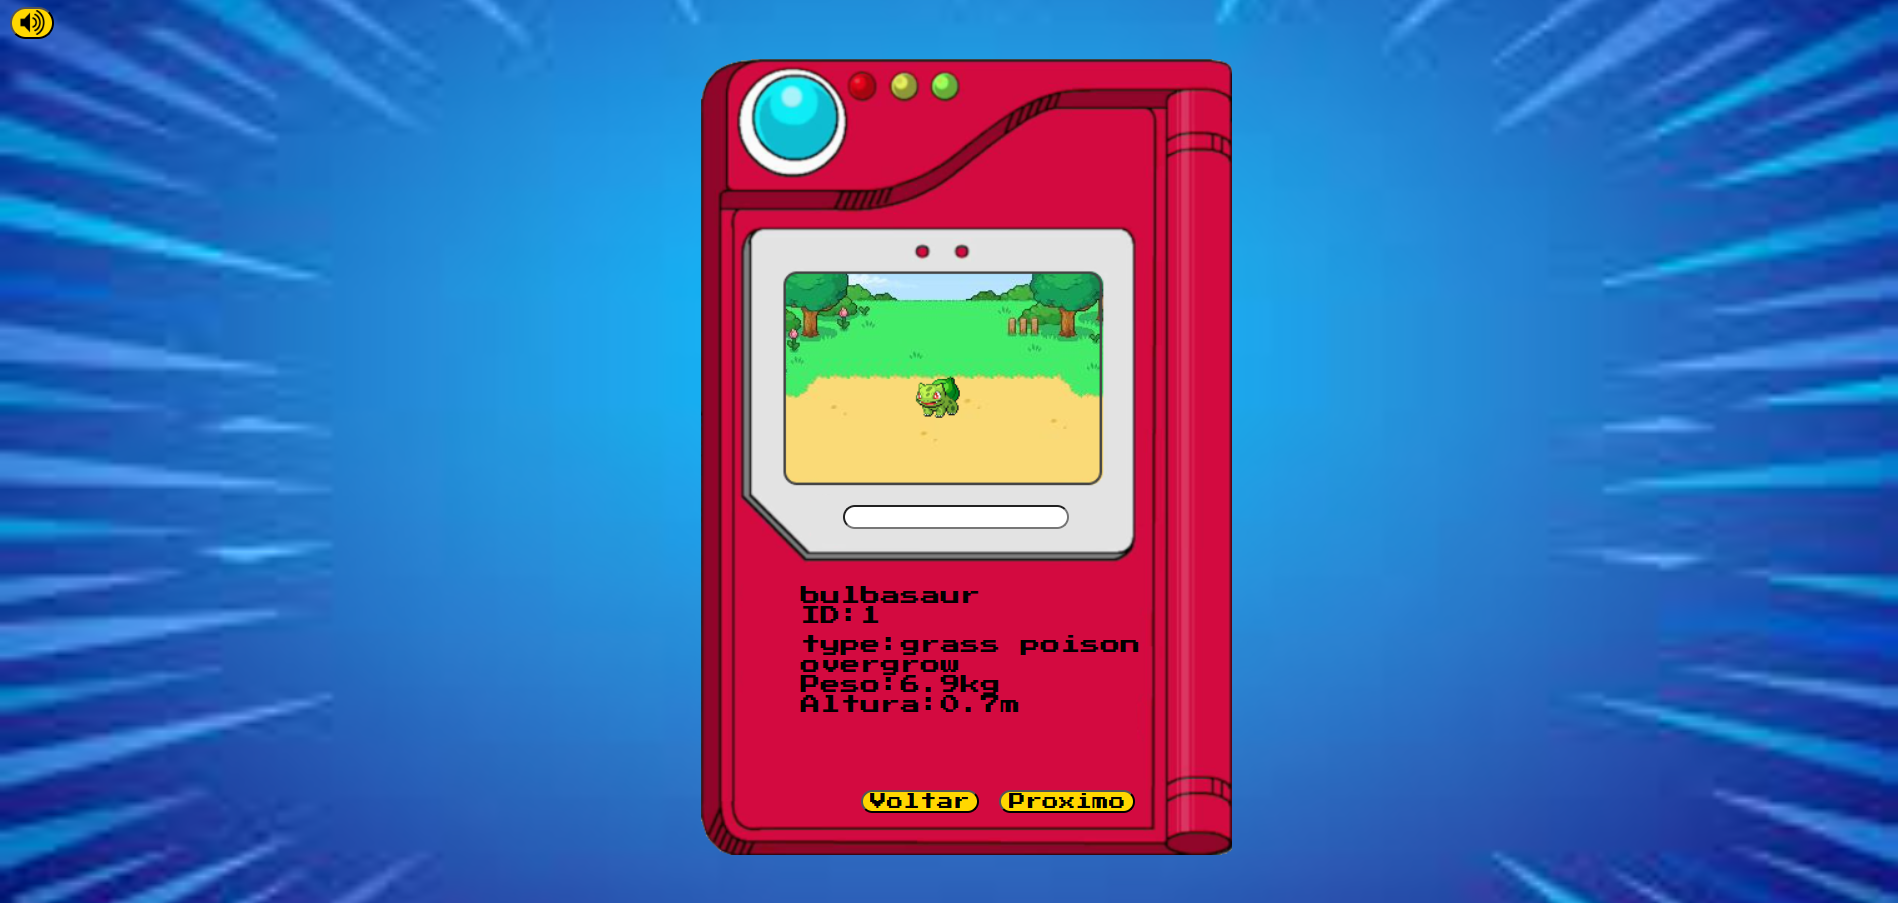 bulbasaur
ID:1
type:grass poison
overgrow
Peso:6.9kg
Altura:0.7m
Voltar
Proximo